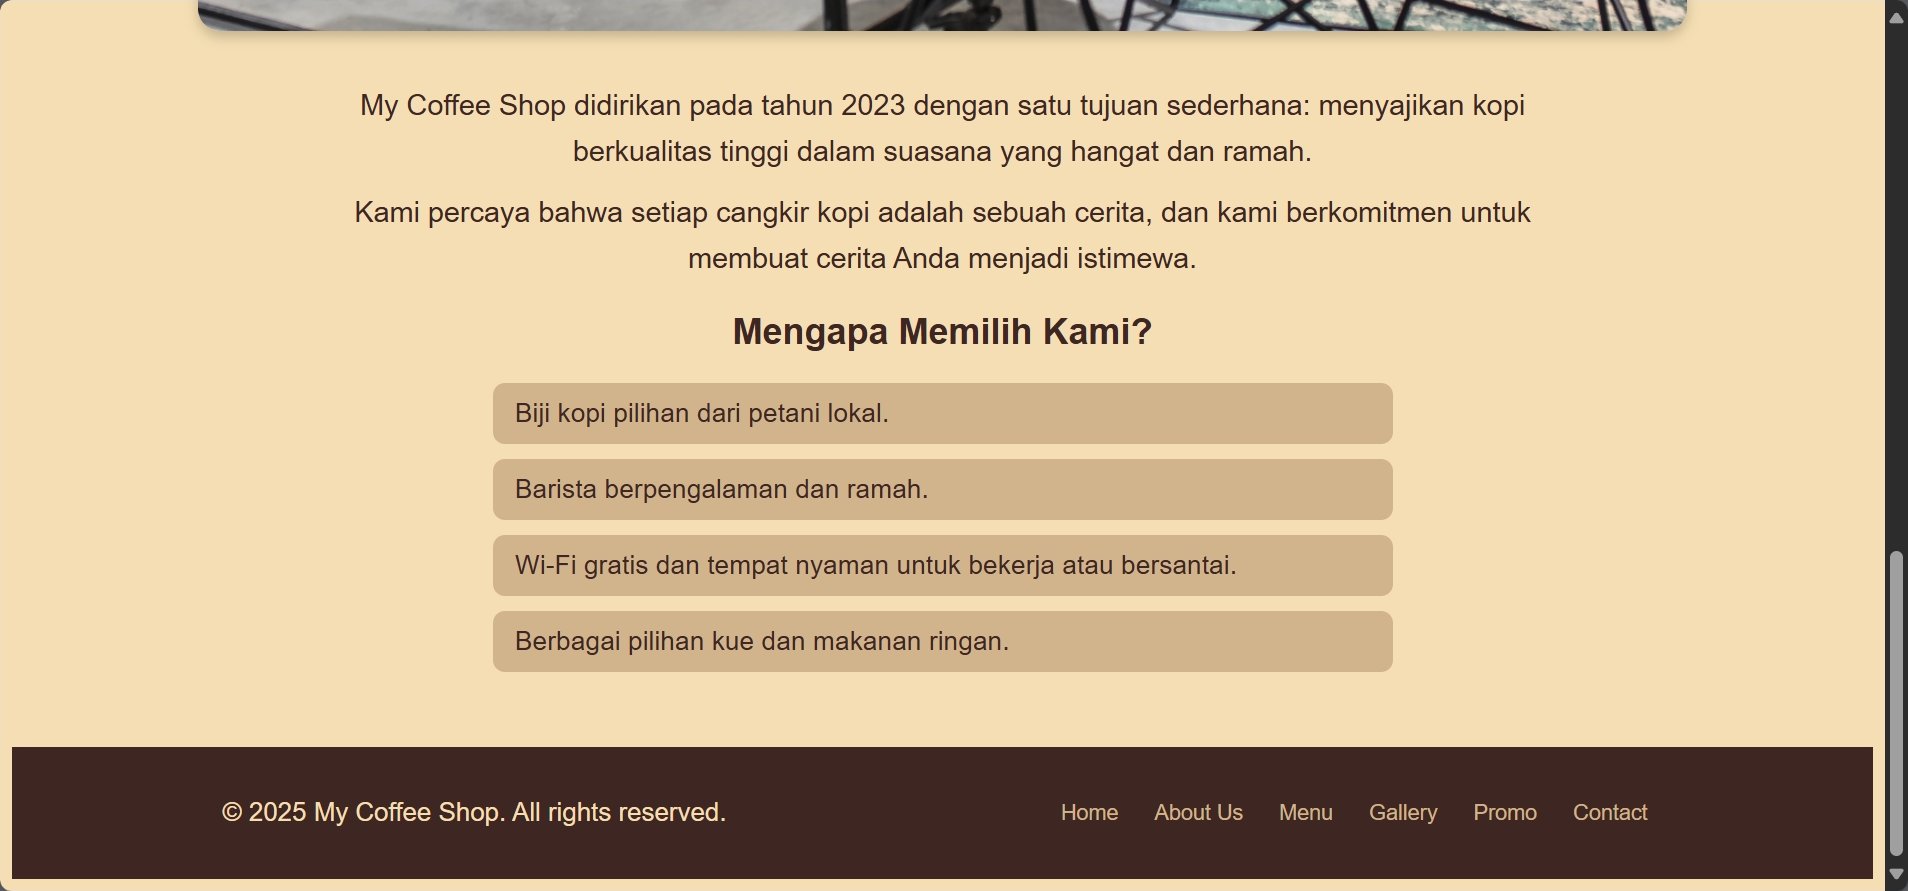 My Coffee Shop didirikan pada tahun 2023 dengan satu tujuan sederhana: menyajikan kopi
berkualitas tinggi dalam suasana yang hangat dan ramah.
Kami percaya bahwa setiap cangkir kopi adalah sebuah cerita, dan kami berkomitmen untuk
membuat cerita Anda menjadi istimewa.
Mengapa Memilih Kami?
Biji kopi pilihan dari petani lokal.
Barista berpengalaman dan ramah.
Wi-Fi gratis dan tempat nyaman untuk bekerja atau bersantai.
Berbagai pilihan kue dan makanan ringan.
© 2025 My Coffee Shop. All rights reserved.
Home About Us Menu Gallery Promo Contact